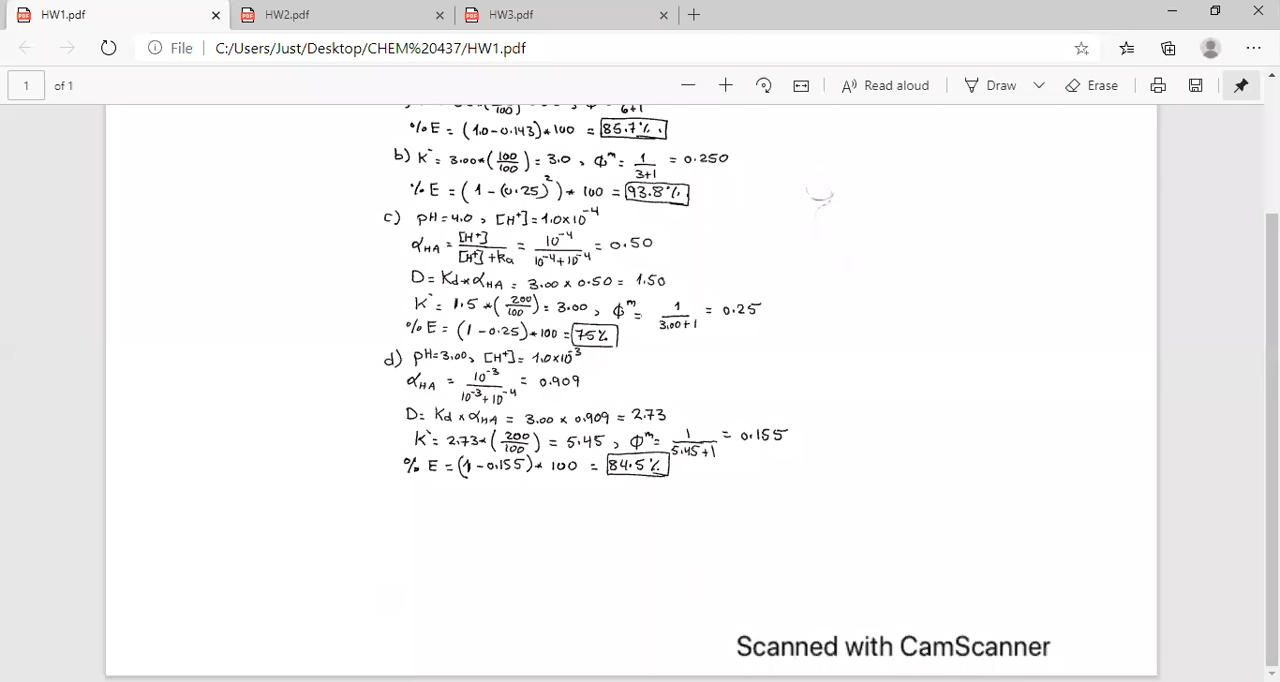 HW1.pdf
HW2.pdf
HW3.pdf
File
C:/Users/Just/Desktop/CHEM%20437/HW1.pdf
1 of 1
Read aloud
Draw
Erase
6+1
% E = (1.0-0.143)*100 = 85.7%.
b) K` = 3.00*(100/100) = 3.0 , Φᵐ= 1/3+1 = 0.250
% E = (1-(0.25)²)* 100 = 93.8%
c) pH=4.0 , [H⁺]=1.0x10⁻⁴
αHA = [H⁺]/[H⁺]+ka = 10⁻⁴/10⁻⁴+10⁻⁴ = 0.50
D= Kd*αHA = 3.00 x 0.50 = 1.50
K` = 1.5 *(200/100)= 3.00 , Φᵐ= 1/3.00+1 = 0.25
% E = (1-0.25)*100 = 75%
d) pH=3.00, [H⁺]= 1.0x10⁻³
αHA = 10⁻³/10⁻³+10⁻⁴ = 0.909
D= Kd x αHA = 3.00 x 0.909 = 2.73
K` = 2.73*(200/100) = 5.45 , Φᵐ= 1/5.45+1 = 0.155
% E = (1-0.155)* 100 = 84.5%
Scanned with CamScanner